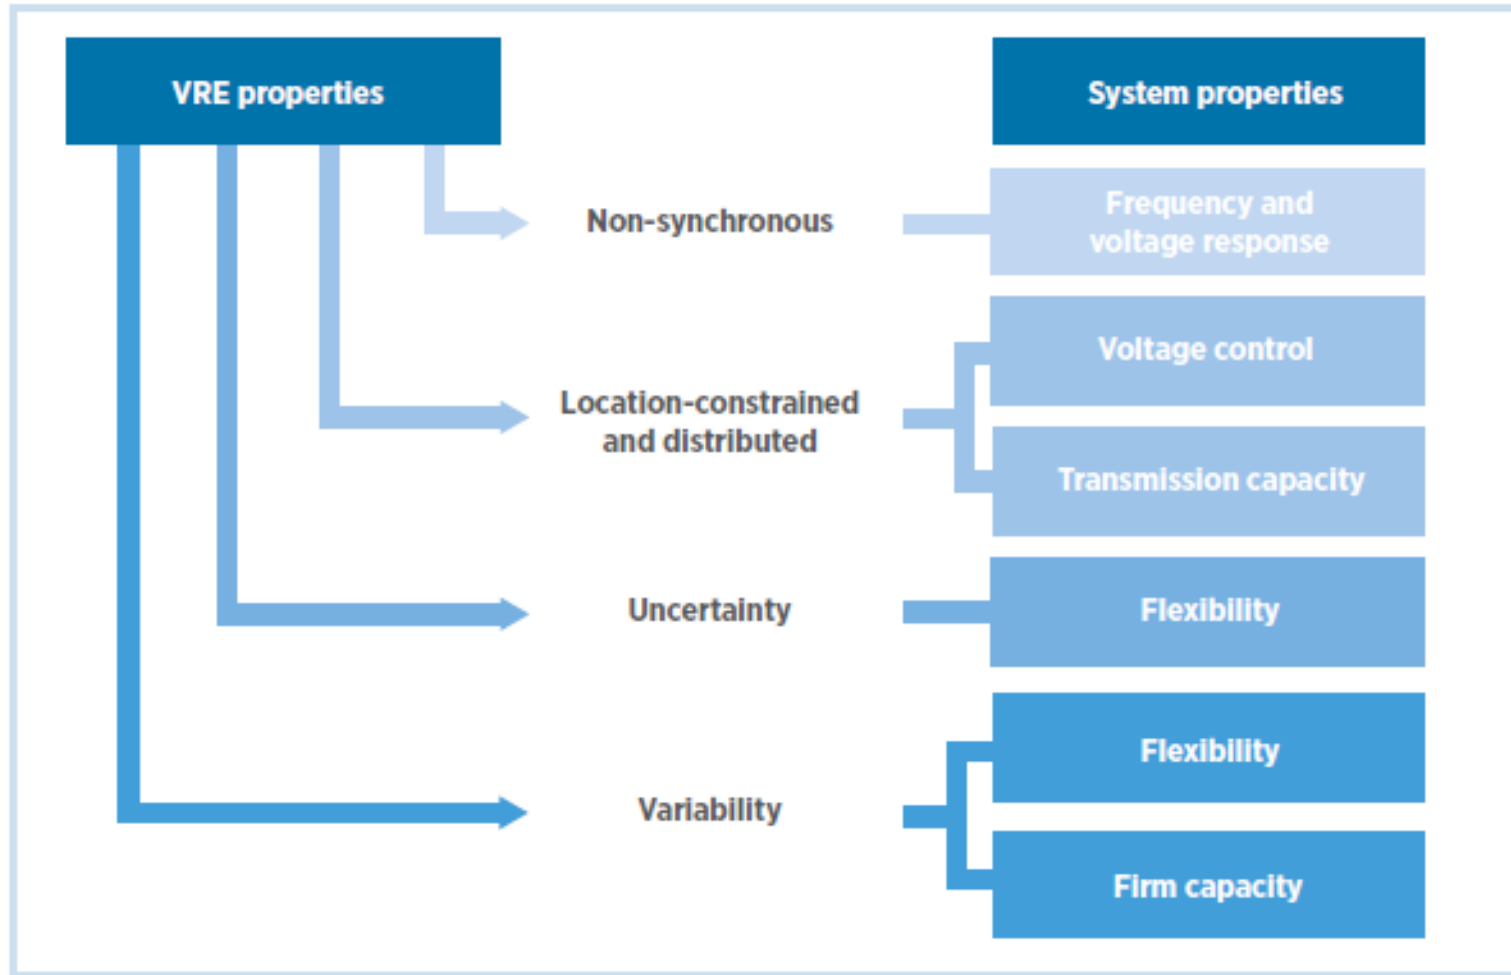 VRE properties
System properties
Non-synchronous
Frequency and
voltage response
Location-constrained
and distributed
Voltage control
Transmission capacity
Uncertainty
Flexibility
Variability
Flexibility
Firm capacity